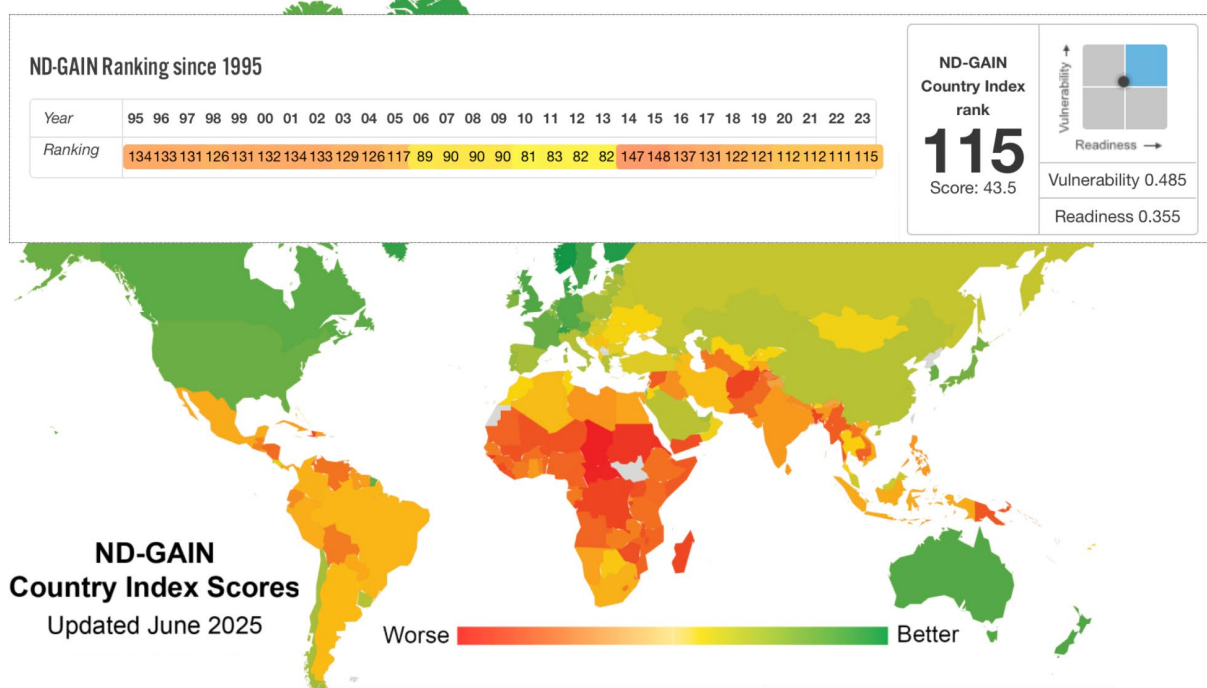 ND-GAIN Ranking since 1995
Year 95 96 97 98 99 00 01 02 03 04 05 06 07 08 09 10 11 12 13 14 15 16 17 18 19 20 21 22 23
Ranking 134 133 131 126 131 132 134 133 129 126 117 89 90 90 90 81 83 82 82 147 148 137 131 122 121 112 112 111 115
ND-GAIN
Country Index
rank
115
Score: 43.5
Vulnerability →
Readiness →
Vulnerability 0.485
Readiness 0.355
ND-GAIN
Country Index Scores
Updated June 2025
Worse
Better